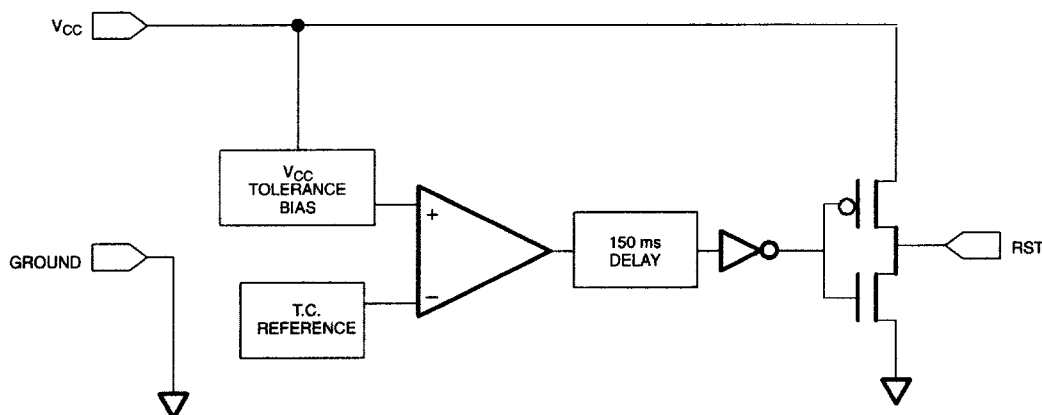 VCC
VCC
TOLERANCE
BIAS
+
−
150 ms
DELAY
GROUND
RST
T.C.
REFERENCE